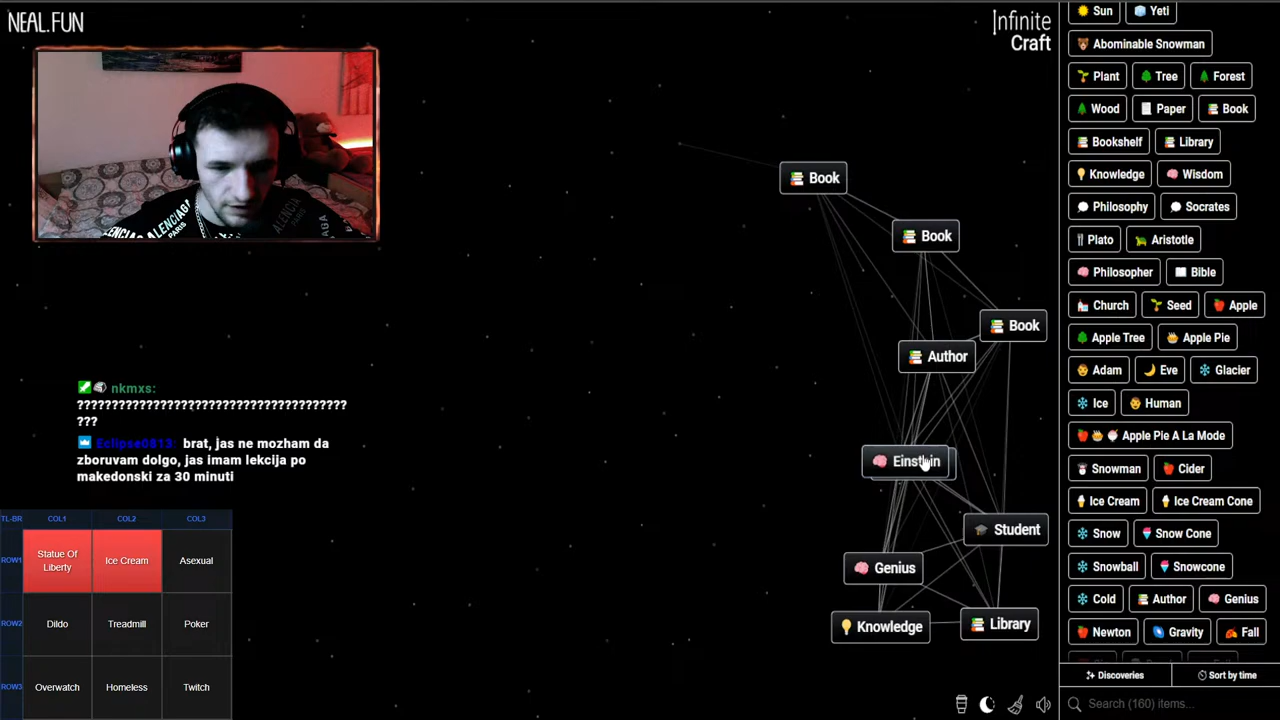 NEAL.FUN
Infinite
Craft
Book
Book
Book
Author
Einstein
Student
Genius
Knowledge
Library
nkmxs:
????????????????????????????????????????
???
Eclipse0813: brat, jas ne mozham da
zboruvam dolgo, jas imam lekcija po
makedonski za 30 minuti
TL-BR COL1 COL2 COL3
ROW1 Statue Of Liberty Ice Cream Asexual
ROW2 Dildo Treadmill Poker
ROW3 Overwatch Homeless Twitch
Sun Yeti
Abominable Snowman
Plant Tree Forest
Wood Paper Book
Bookshelf Library
Knowledge Wisdom
Philosophy Socrates
Plato Aristotle
Philosopher Bible
Church Seed Apple
Apple Tree Apple Pie
Adam Eve Glacier
Ice Human
Apple Pie A La Mode
Snowman Cider
Ice Cream Ice Cream Cone
Snow Snow Cone
Snowball Snowcone
Cold Author Genius
Newton Gravity Fall
Discoveries Sort by time
Search (160) items...